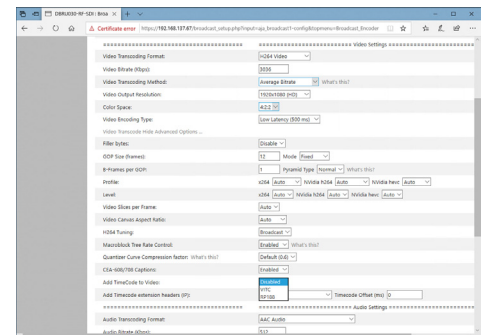 DBRU030-RF-SDI : Broa
Certificate error https://192.168.137.67/broadcast_setup.php?input=aja_broadcast1-config&topmenu=Broadcast_Encoder
Video Settings
Video Transcoding Format: H264 Video
Video Bitrate (Kbps): 3036
Video Transcoding Method: Average Bitrate What's this?
Video Output Resolution: 1920x1080 (HD)
Color Space: 4:2:2
Video Encoding Type: Low Latency (800 ms)
Video Transcode Hide Advanced Options ...
Filler bytes: Disable
GOP Size (frames): 12 Mode Fixed
B-Frames per GOP: 1 Pyramid Type Normal What's this?
Profile: x264 Auto NVidia h264 Auto NVidia hevc Auto
Level: x264 Auto NVidia h264 Auto NVidia hevc Auto
Video Slices per Frame: Auto
Video Canvas Aspect Ratio: Auto
H264 Tuning: Broadcast
Macroblock Tree Rate Control: Enabled What's this?
Quantizer Curve Compression factor: What's this? Default (0.6)
CEA-608/708 Captions: Enabled
Add TimeCode to Video: Disabled
VITC
RP188
Add Timecode extension headers (IP): Timecode Offset (ms) 0
Audio Settings
Audio Transcoding Format: AAC Audio
Audio Bitrate (Kbps):